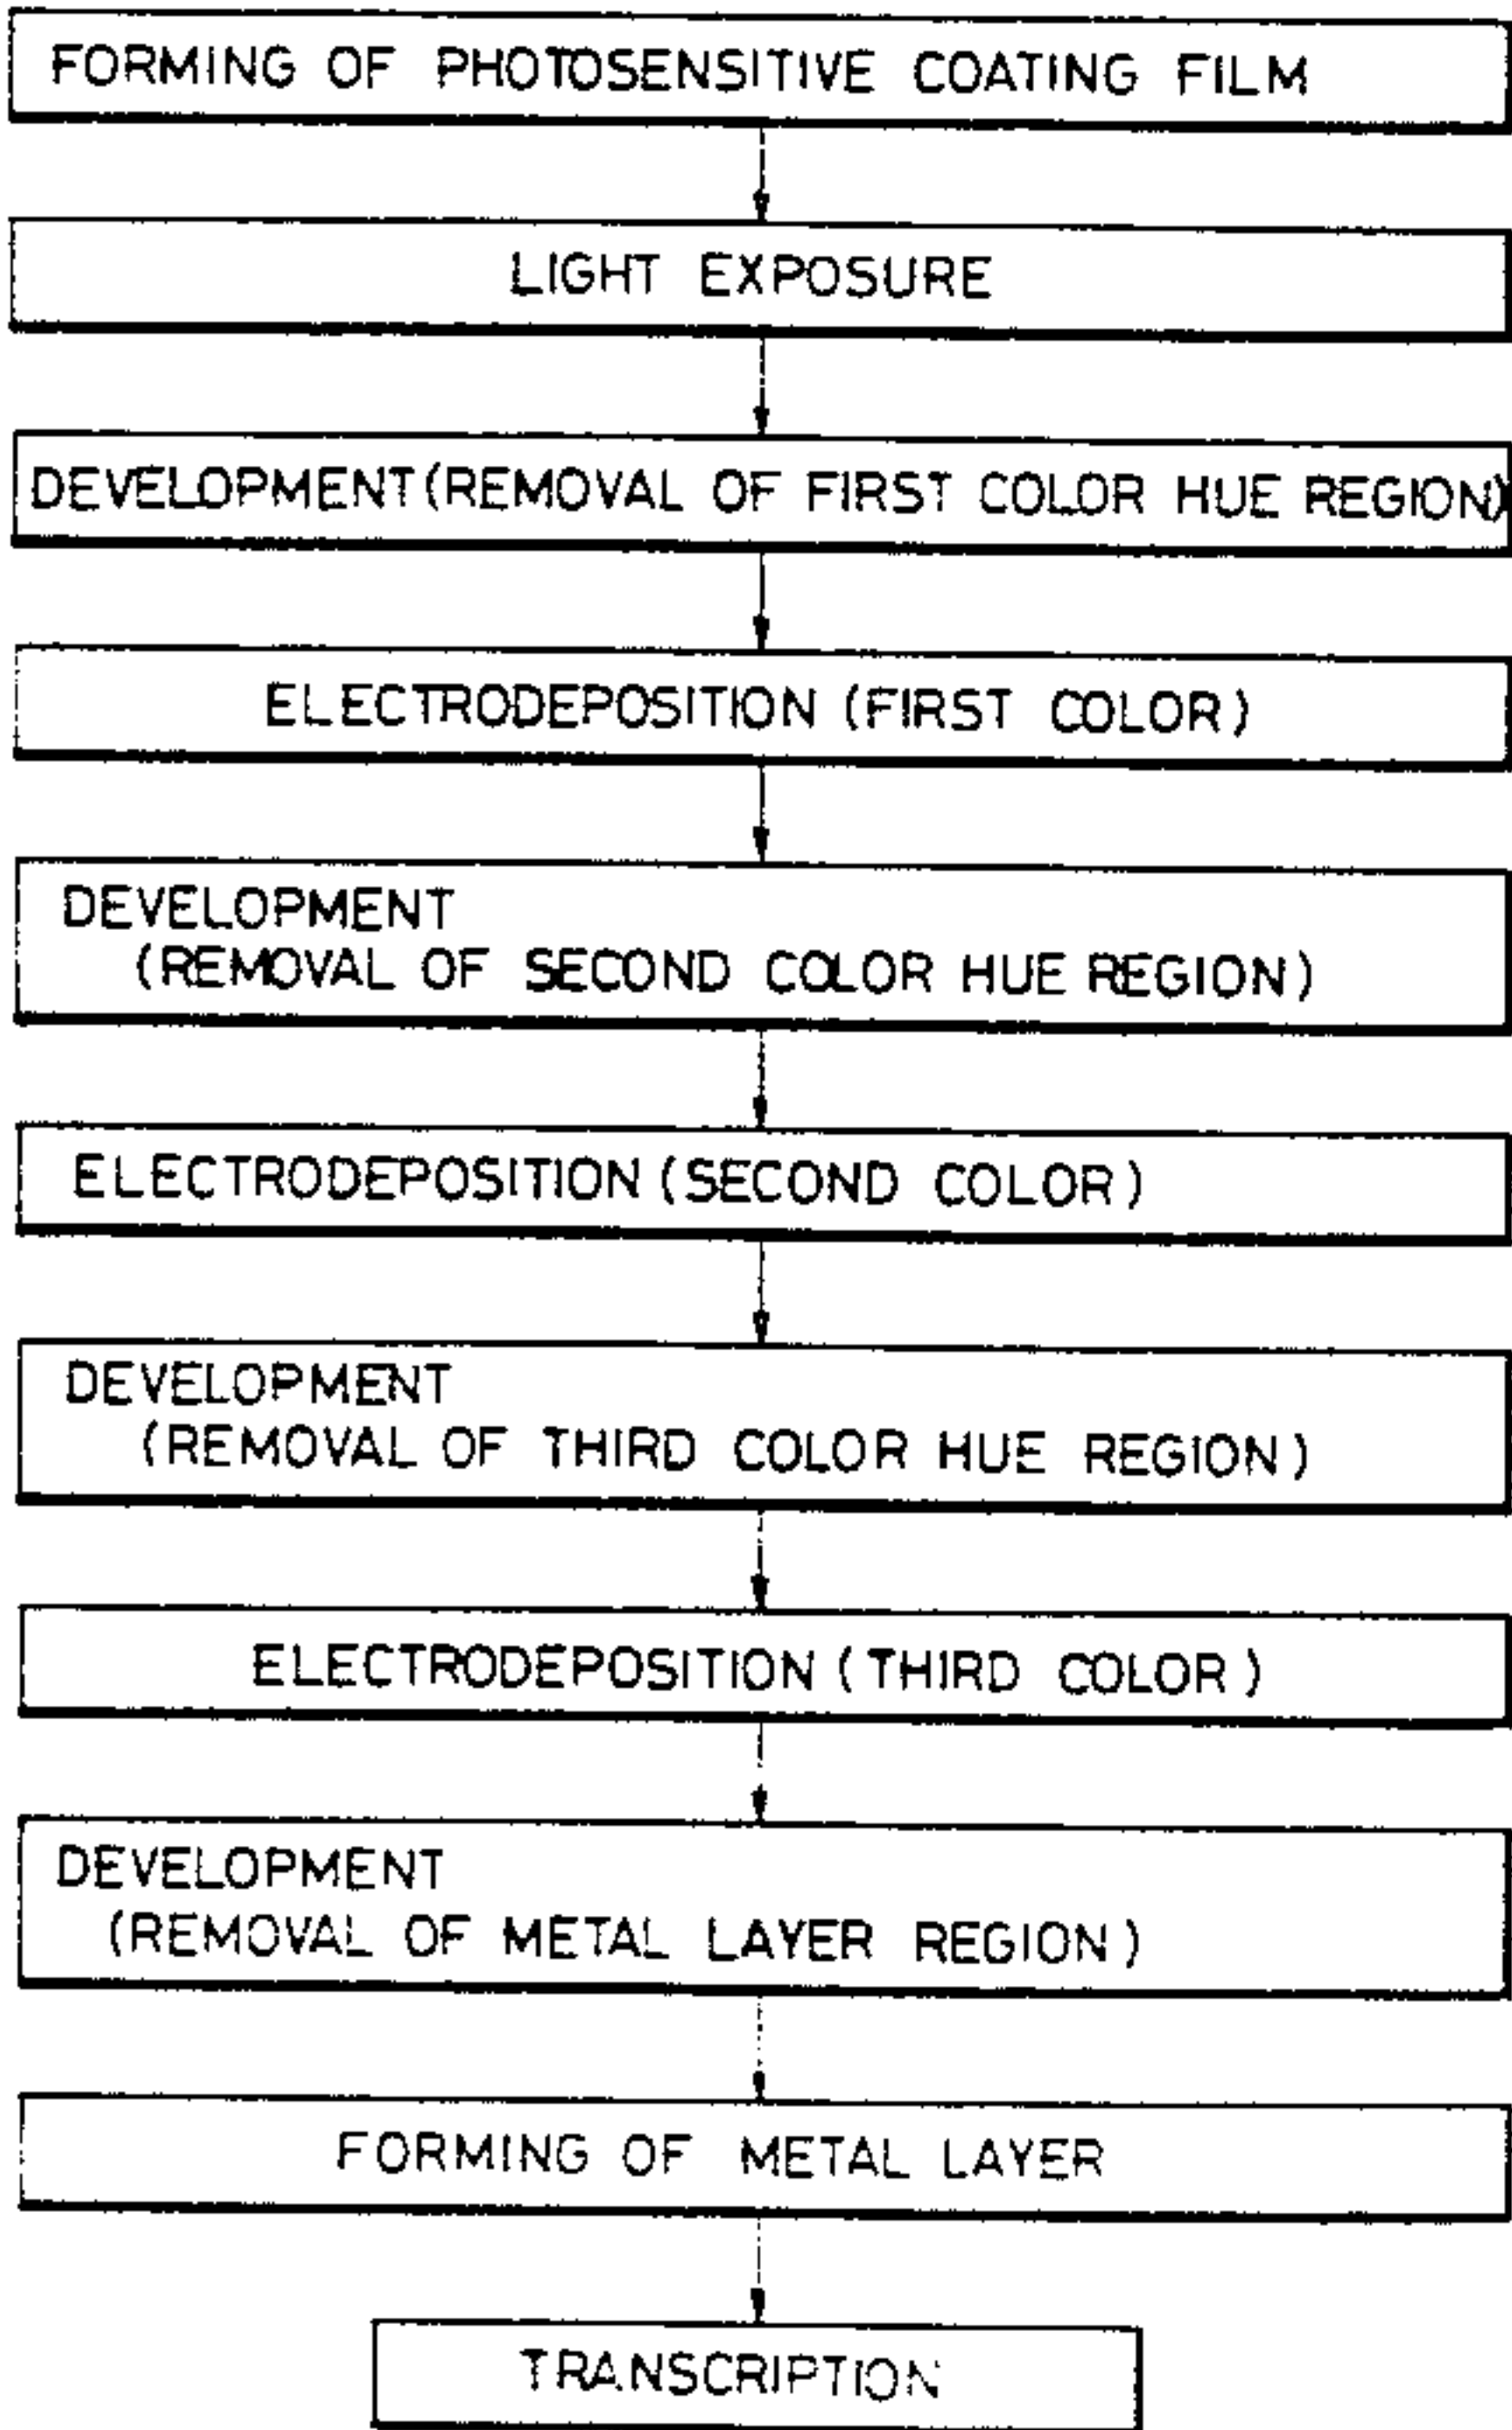 FORMING OF PHOTOSENSITIVE COATING FILM
LIGHT EXPOSURE
DEVELOPMENT (REMOVAL OF FIRST COLOR HUE REGION)
ELECTRODEPOSITION (FIRST COLOR)
DEVELOPMENT
(REMOVAL OF SECOND COLOR HUE REGION)
ELECTRODEPOSITION (SECOND COLOR)
DEVELOPMENT
(REMOVAL OF THIRD COLOR HUE REGION)
ELECTRODEPOSITION (THIRD COLOR)
DEVELOPMENT
(REMOVAL OF METAL LAYER REGION)
FORMING OF METAL LAYER
TRANSCRIPTION